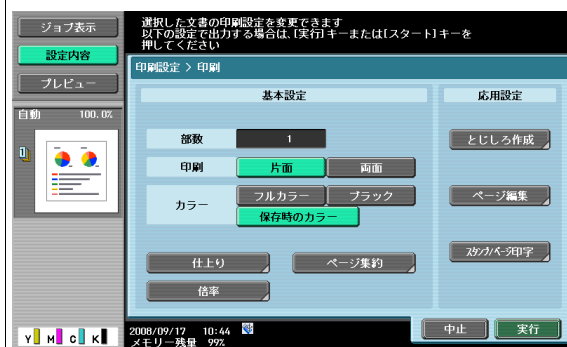 ジョブ表示
設定内容
プレビュー
自動 100.0%
選択した文書の印刷設定を変更できます
以下の設定で出力する場合は、[実行]キーまたは[スタート]キーを
押してください
印刷設定 > 印刷
基本設定
部数 1
印刷 片面 両面
カラー フルカラー ブラック
保存時のカラー
仕上り ページ集約
倍率
応用設定
とじしろ作成
ページ編集
スタンプ/ページ印字
Y M C K
2008/09/17 10:44
メモリー残量 99%
中止 実行